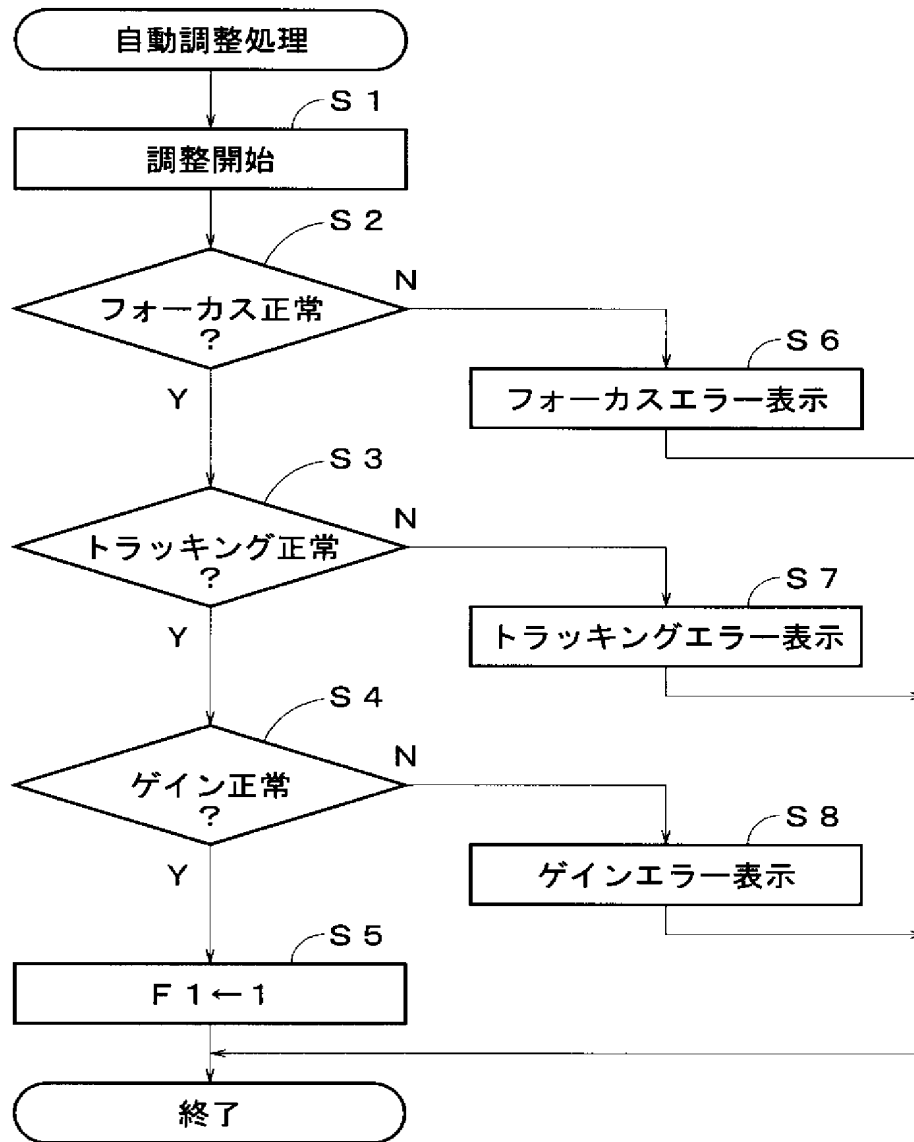 自動調整処理
S1
調整開始
S2
フォーカス正常
?
N
Y
S6
フォーカスエラー表示
S3
トラッキング正常
?
N
Y
S7
トラッキングエラー表示
S4
ゲイン正常
?
N
Y
S8
ゲインエラー表示
S5
F1←1
終了